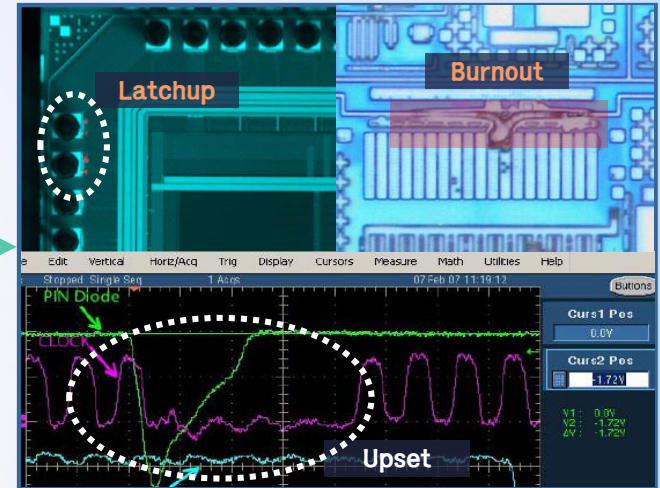 Latchup
Burnout
Edit Vertical Horiz/Acq Trig Display Cursors Measure Math Utilities Help
Stopped Single Seq 1 Acqs 07 Feb 07 11:19:12
Buttons
PIN Diode
CLOCK
Curs1 Pos
0.0V
Curs2 Pos
-1.72V
V1: 0.0V
V2: -1.72V
ΔV: -1.72V
Upset